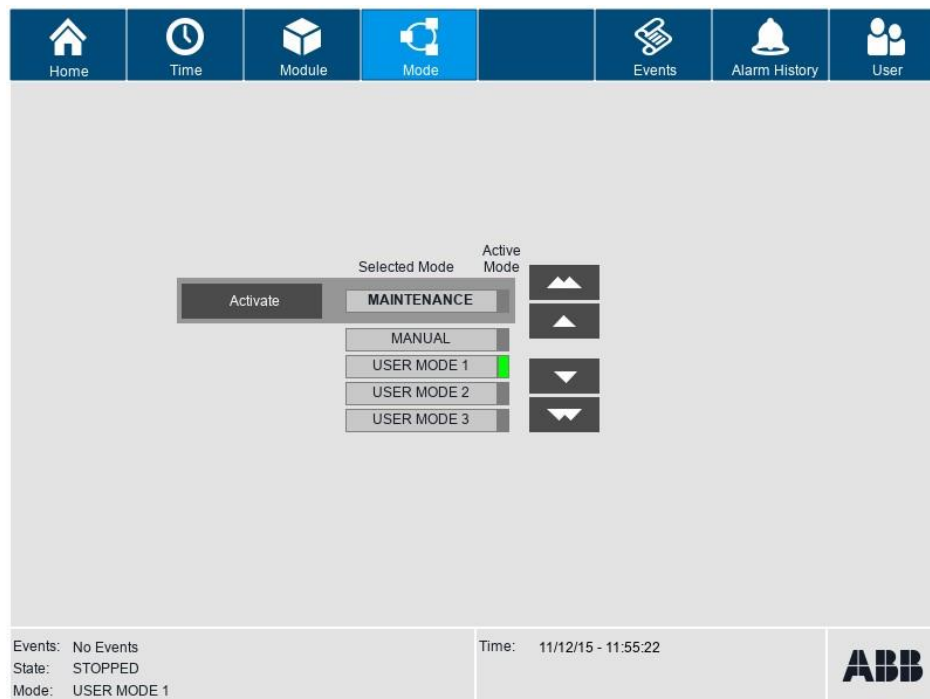 Home Time Module Mode Events Alarm History User
Active
Selected Mode Mode
Activate MAINTENANCE
MANUAL
USER MODE 1
USER MODE 2
USER MODE 3
Events: No Events Time: 11/12/15 - 11:55:22
State: STOPPED
Mode: USER MODE 1
ABB